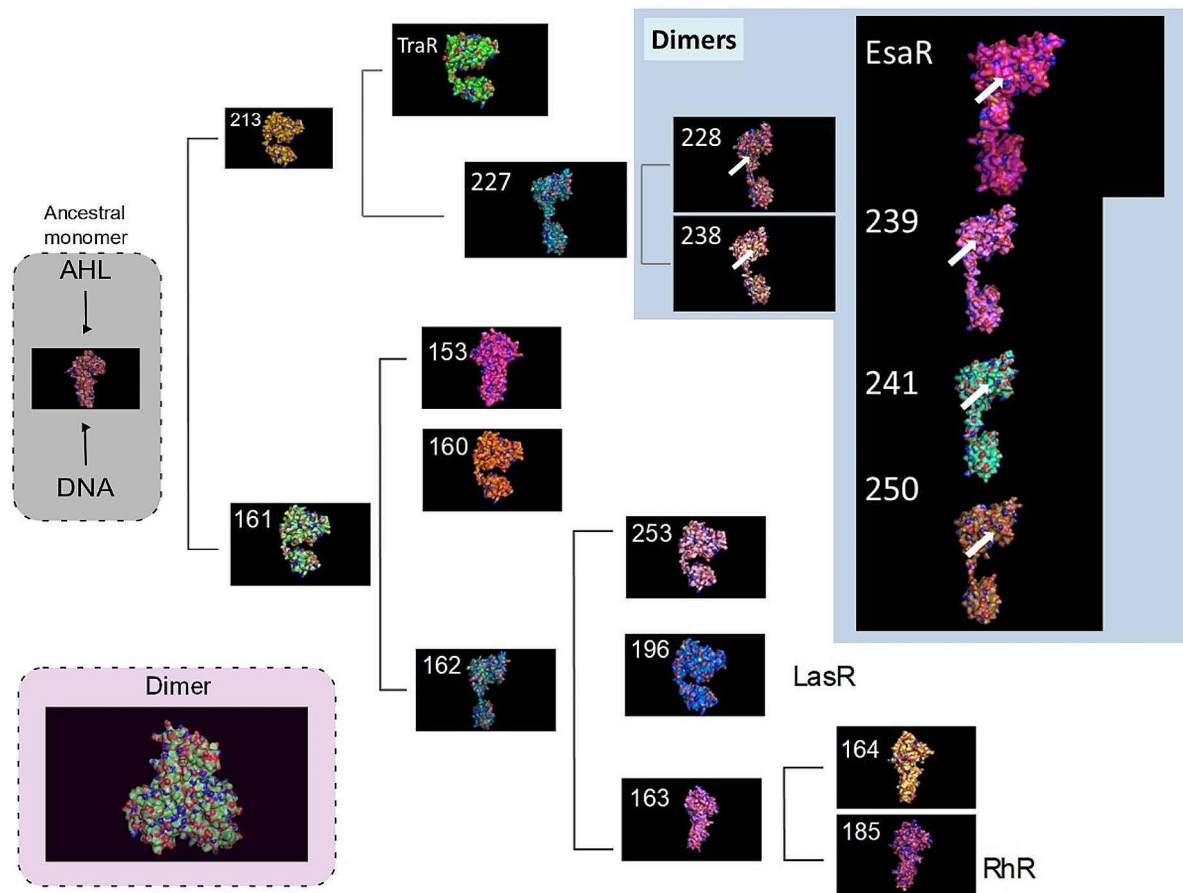 TraR
Dimers
EsaR
213
228
227
238
239
Ancestral
monomer
AHL
DNA
153
160
241
250
161
253
162
196
LasR
Dimer
163
164
185
RhR